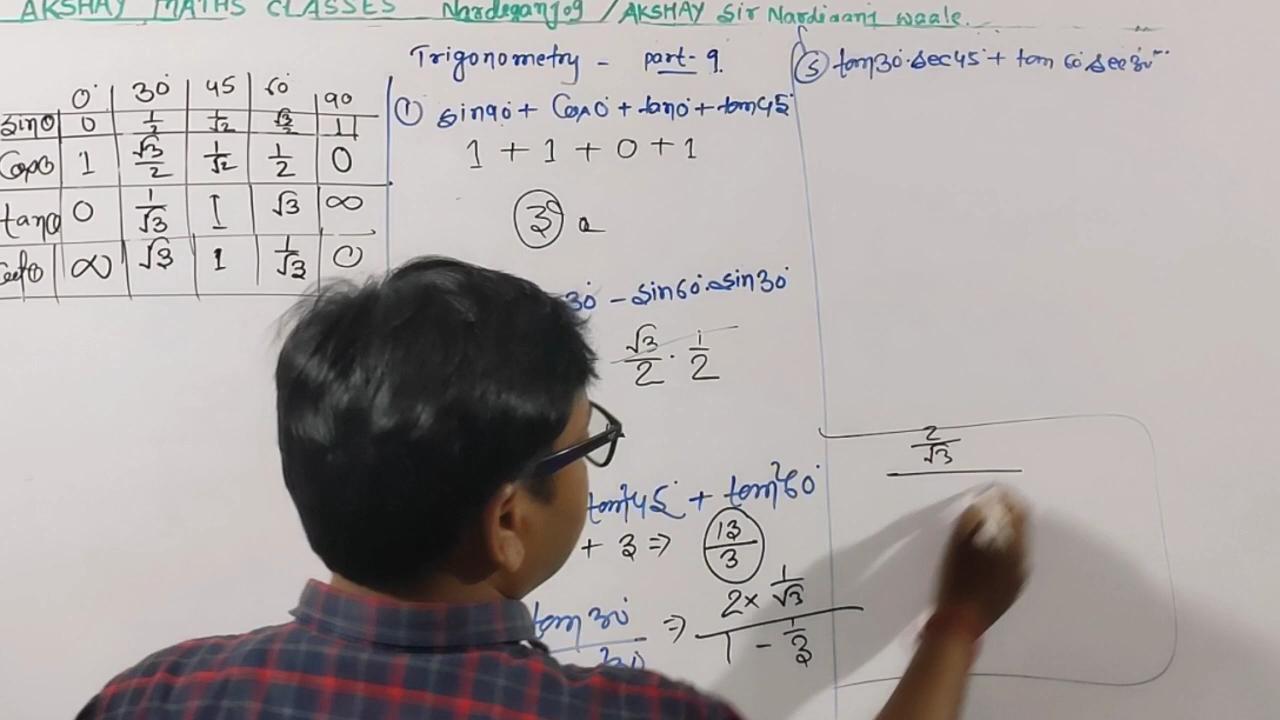 AKSHAY MATHS CLASSES Nardeganj09 / AKSHAY Sir Nardiganj waale.
Trigonometry - part- 9.
0° 30° 45 60° 90
sinθ 0 1/2 1/√2 √3/2 1
Cosθ 1 √3/2 1/√2 1/2 0
tanθ 0 1/√3 1 √3 ∞
Cotθ ∞ √3 1 1/√3 0
① sin90 + Cos0° + tan0° + tan45°
1 + 1 + 0 + 1
3
30° - sin60°.sin30°
√3/2 . 1/2
tan²45° + tan²60°
+ 3 ⇒ 13/3
tan30° ⇒ 2 × 1/√3
30° 1 - 1/3
⑤ tan30°.sec45° + tan60°.sec30°
2/√3